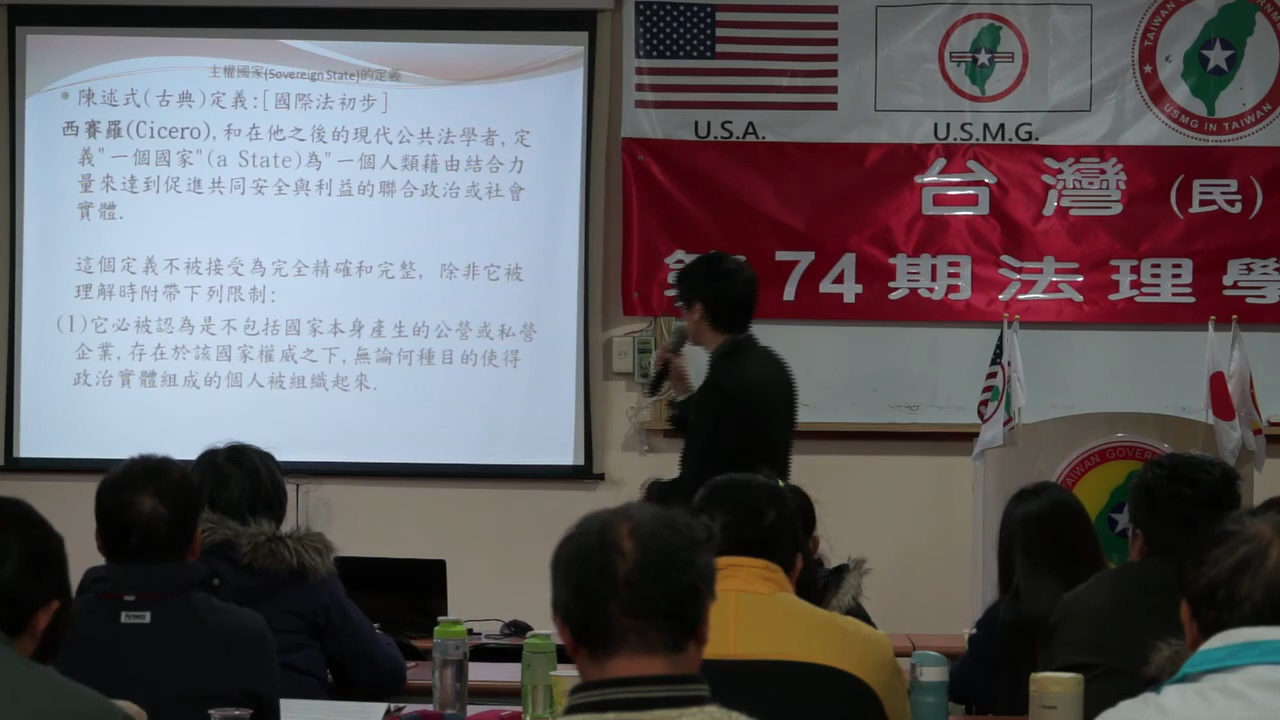 主權國家(Sovereign State)的定義
陳述式(古典)定義:[國際法初步]
西賽羅(Cicero),和在他之後的現代公共法學者,定
義"一個國家"(a State)為"一個人類藉由結合力
量來達到促進共同安全與利益的聯合政治或社會
實體.
這個定義不被接受為完全精確和完整, 除非它被
理解時附帶下列限制:
(1)它必被認為是不包括國家本身產生的公營或私營
企業,存在於該國家權威之下,無論何種目的使得
政治實體組成的個人被組織起來.
U.S.A.
U.S.M.G.
TAIWAN GOVERNM
USMG IN TAIWAN
台灣(民)
第74期法理學
TAIWAN GOVERN